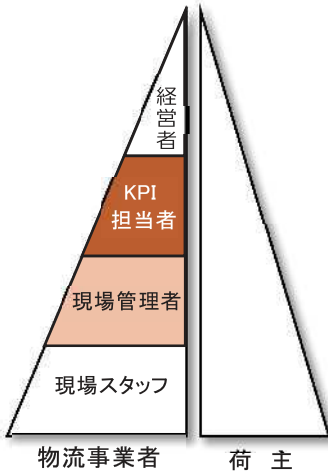 経営者
KPI
担当者
現場管理者
現場スタッフ
物流事業者
荷 主